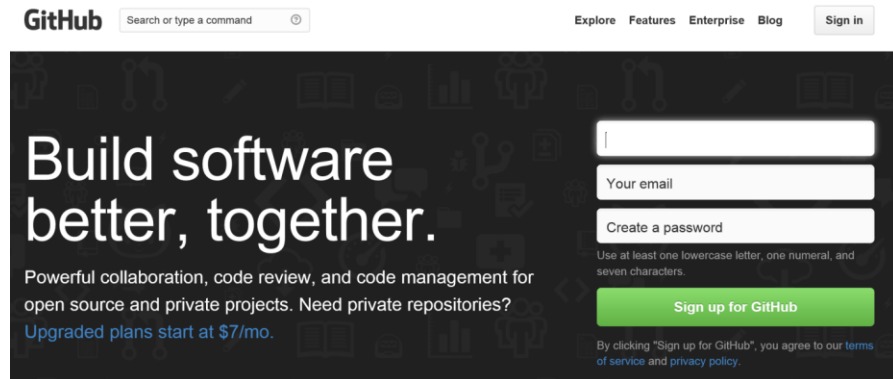 GitHub
Search or type a command
Explore Features Enterprise Blog
Sign in
Build software
better, together.
Powerful collaboration, code review, and code management for
open source and private projects. Need private repositories?
Upgraded plans start at $7/mo.
Your email
Create a password
Use at least one lowercase letter, one numeral, and
seven characters.
Sign up for GitHub
By clicking "Sign up for GitHub", you agree to our terms
of service and privacy policy.